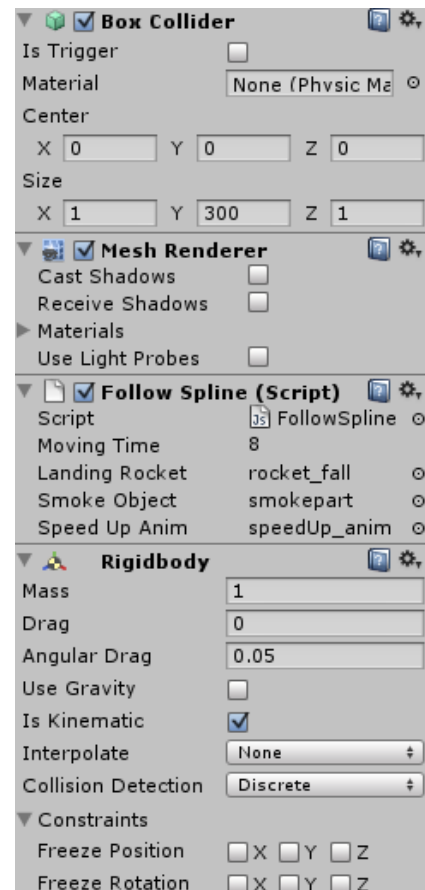 Box Collider
Is Trigger
Material None (Physic Ma
Center
X 0 Y 0 Z 0
Size
X 1 Y 300 Z 1
Mesh Renderer
Cast Shadows
Receive Shadows
Materials
Use Light Probes
Follow Spline (Script)
Script Js FollowSpline
Moving Time 8
Landing Rocket rocket_fall
Smoke Object smokepart
Speed Up Anim speedUp_anim
Rigidbody
Mass 1
Drag 0
Angular Drag 0.05
Use Gravity
Is Kinematic
Interpolate None
Collision Detection Discrete
Constraints
Freeze Position X Y Z
Freeze Rotation X Y Z